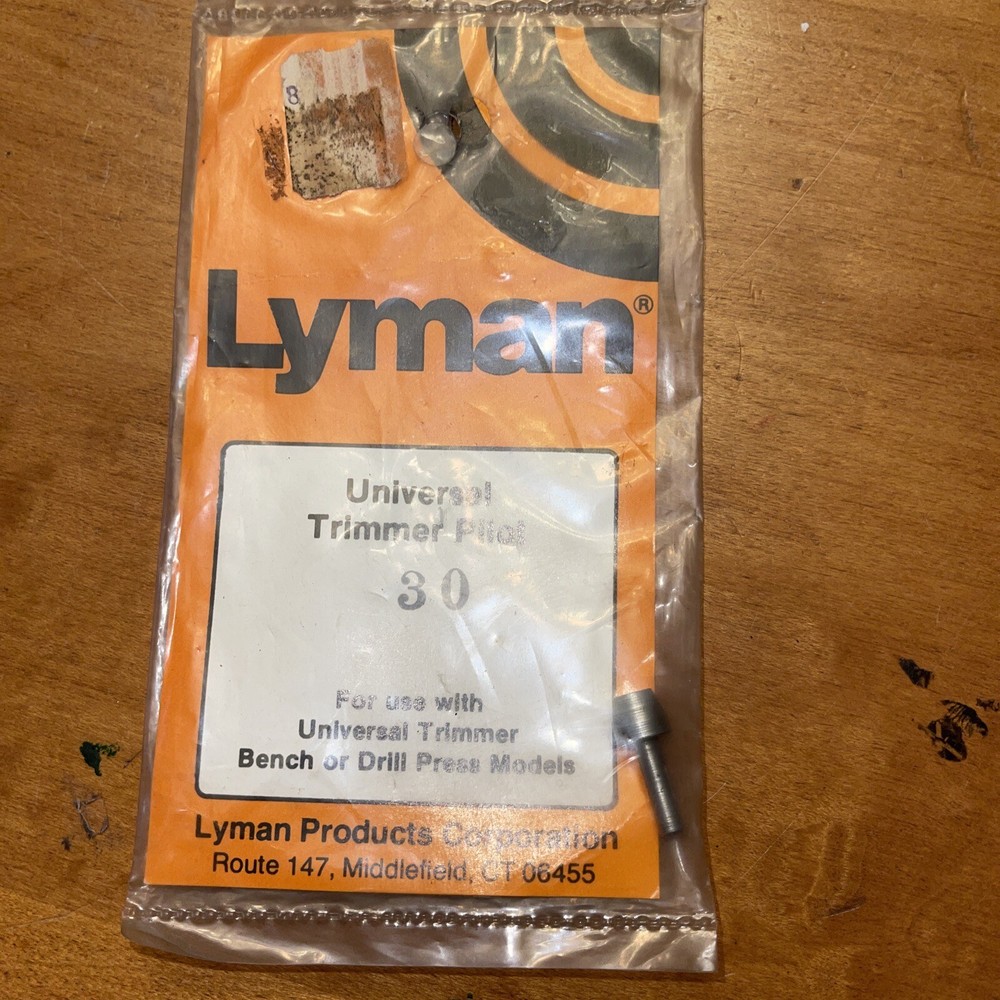 8
Lyman®
Universal
Trimmer Pilot
30
For use with
Universal Trimmer
Bench or Drill Press Models
Lyman Products Corporation
Route 147, Middlefield, CT 06455